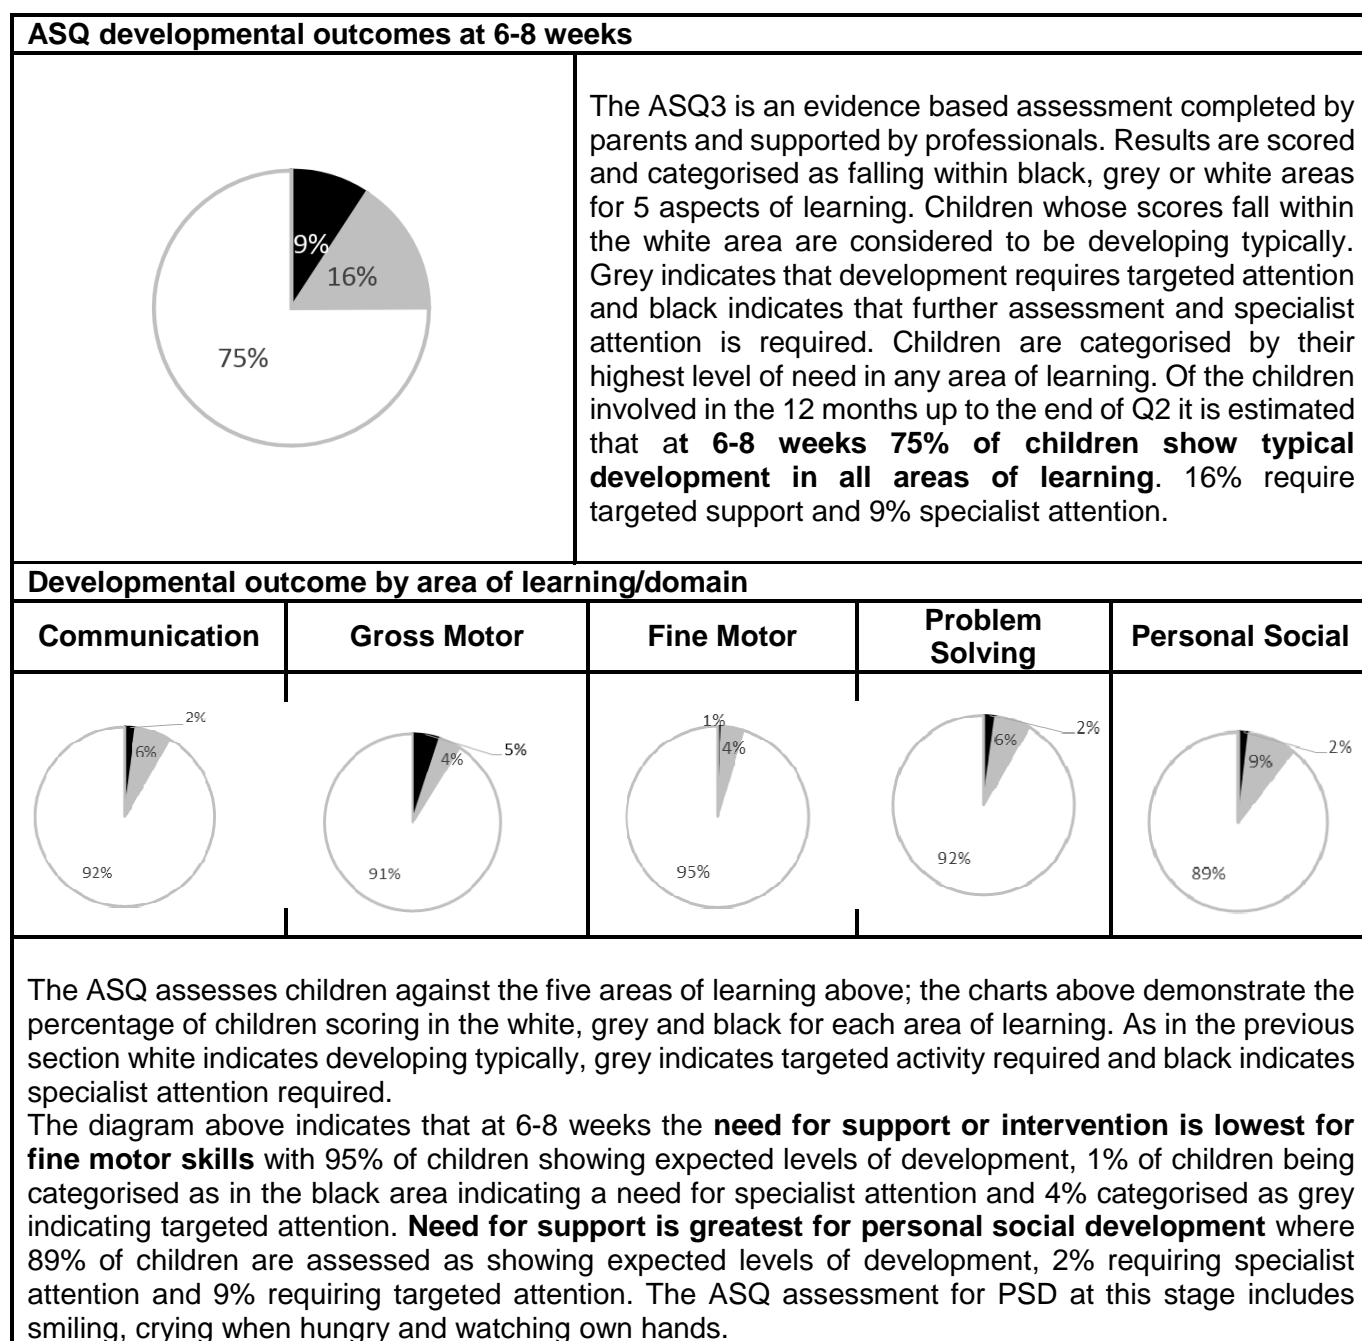 ASQ developmental outcomes at 6-8 weeks
9%
16%
75%
The ASQ3 is an evidence based assessment completed by
parents and supported by professionals. Results are scored
and categorised as falling within black, grey or white areas
for 5 aspects of learning. Children whose scores fall within
the white area are considered to be developing typically.
Grey indicates that development requires targeted attention
and black indicates that further assessment and specialist
attention is required. Children are categorised by their
highest level of need in any area of learning. Of the children
involved in the 12 months up to the end of Q2 it is estimated
that at 6-8 weeks 75% of children show typical
development in all areas of learning. 16% require
targeted support and 9% specialist attention.
Developmental outcome by area of learning/domain
Communication
Gross Motor
Fine Motor
Problem
Solving
Personal Social
2%
6%
92%
5%
4%
91%
1%
4%
95%
2%
6%
92%
2%
9%
89%
The ASQ assesses children against the five areas of learning above; the charts above demonstrate the
percentage of children scoring in the white, grey and black for each area of learning. As in the previous
section white indicates developing typically, grey indicates targeted activity required and black indicates
specialist attention required.
The diagram above indicates that at 6-8 weeks the need for support or intervention is lowest for
fine motor skills with 95% of children showing expected levels of development, 1% of children being
categorised as in the black area indicating a need for specialist attention and 4% categorised as grey
indicating targeted attention. Need for support is greatest for personal social development where
89% of children are assessed as showing expected levels of development, 2% requiring specialist
attention and 9% requiring targeted attention. The ASQ assessment for PSD at this stage includes
smiling, crying when hungry and watching own hands.